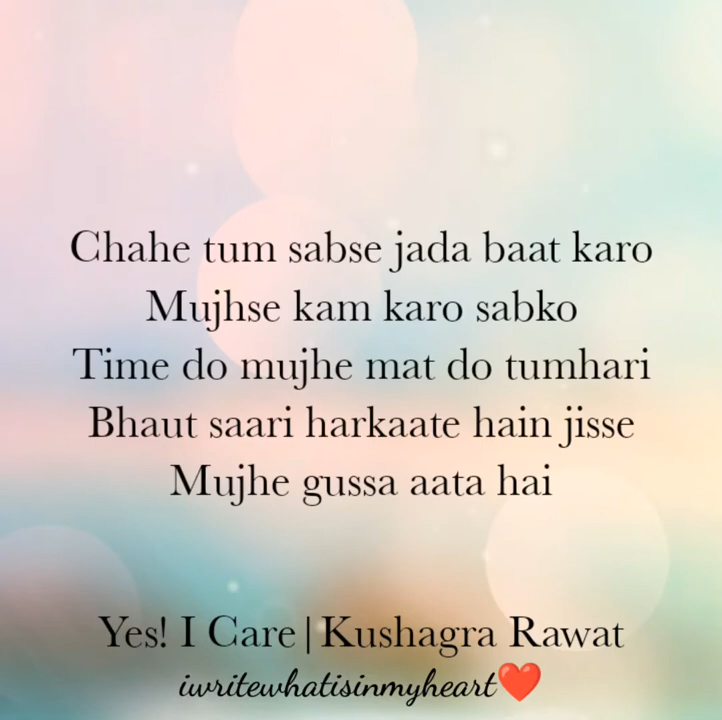 Chahe tum sabse jada baat karo
Mujhse kam karo sabko
Time do mujhe mat do tumhari
Bhaut saari harkaate hain jisse
Mujhe gussa aata hai
Yes! I Care|Kushagra Rawat
iwritewhatisinmyheart❤️